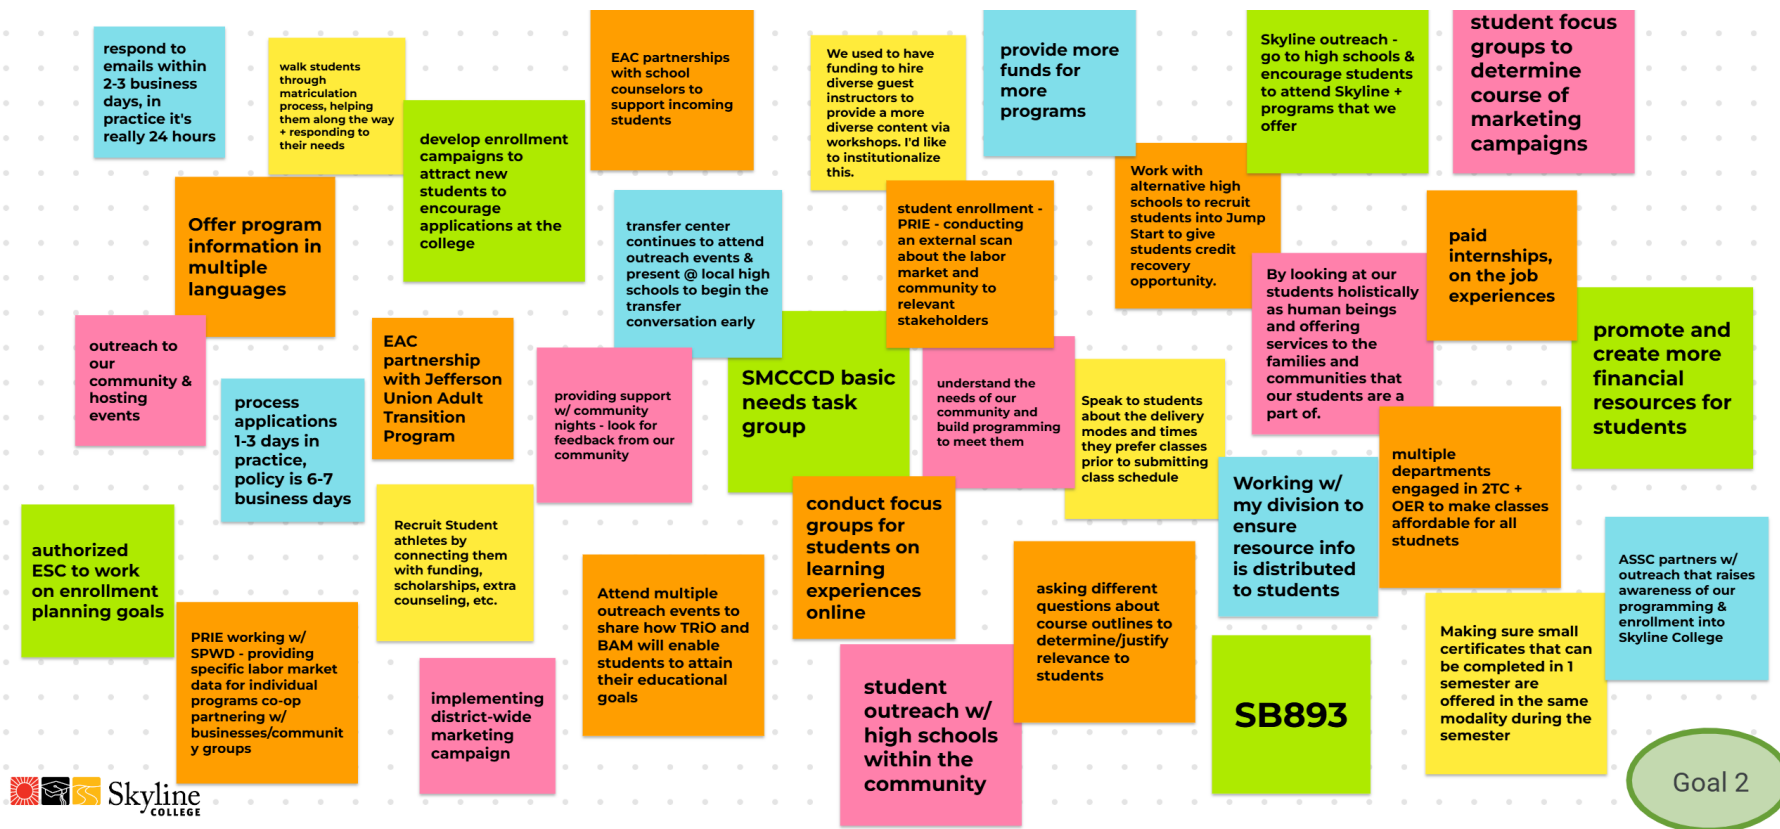 respond to
emails within
2-3 business
days, in
practice it's
really 24 hours
walk students
through
matriculation
process, helping
them along the way
+ responding to
their needs
develop enrollment
campaigns to
attract new
students to
encourage
applications at the
college
EAC partnerships
with school
counselors to
support incoming
students
We used to have
funding to hire
diverse guest
instructors to
provide a more
diverse content via
workshops. I'd like
to institutionalize
this.
provide more
funds for
more
programs
Skyline outreach -
go to high schools &
encourage students
to attend Skyline +
programs that we
offer
student focus
groups to
determine
course of
marketing
campaigns
Offer program
information in
multiple
languages
transfer center
continues to attend
outreach events &
present @ local high
schools to begin the
transfer
conversation early
student enrollment -
PRIE - conducting
an external scan
about the labor
market and
community to
relevant
stakeholders
Work with
alternative high
schools to recruit
students into Jump
Start to give
students credit
recovery
opportunity.
paid
internships,
on the job
experiences
By looking at our
students holistically
as human beings
and offering
services to the
families and
communities that
our students are a
part of.
promote and
create more
financial
resources for
students
outreach to
our
community &
hosting
events
process
applications
1-3 days in
practice,
policy is 6-7
business days
EAC
partnership
with Jefferson
Union Adult
Transition
Program
providing support
w/ community
nights - look for
feedback from our
community
SMCCCD basic
needs task
group
understand the
needs of our
community and
build programming
to meet them
Speak to students
about the delivery
modes and times
they prefer classes
prior to submitting
class schedule
Working w/
my division to
ensure
resource info
is distributed
to students
multiple
departments
engaged in 2TC +
OER to make classes
affordable for all
studnets
authorized
ESC to work
on enrollment
planning goals
Recruit Student
athletes by
connecting them
with funding,
scholarships, extra
counseling, etc.
conduct focus
groups for
students on
learning
experiences
online
ASSC partners w/
outreach that raises
awareness of our
programming &
enrollment into
Skyline College
PRIE working w/
SPWD - providing
specific labor market
data for individual
programs co-op
partnering w/
businesses/communit
y groups
implementing
district-wide
marketing
campaign
Attend multiple
outreach events to
share how TRiO and
BAM will enable
students to attain
their educational
goals
student
outreach w/
high schools
within the
community
asking different
questions about
course outlines to
determine/justify
relevance to
students
SB893
Making sure small
certificates that can
be completed in 1
semester are
offered in the same
modality during the
semester
Goal 2
Skyline
COLLEGE